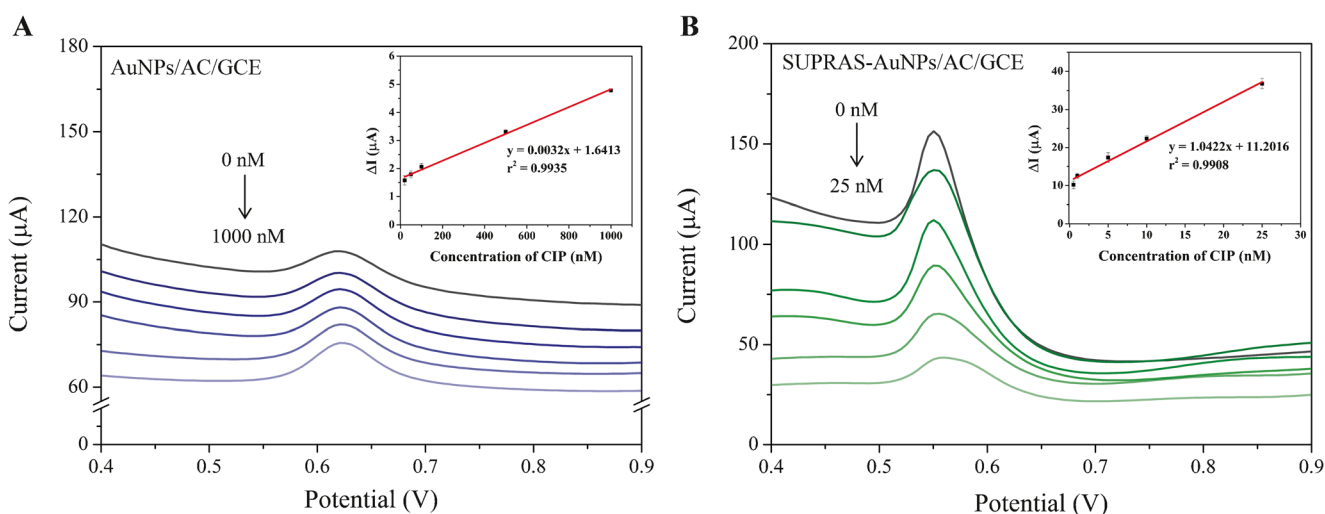 A
AuNPs/AC/GCE
0 nM
1000 nM
Current (μA)
180
150
120
90
60
0
0.4 0.5 0.6 0.7 0.8 0.9
Potential (V)
ΔI (μA)
6
5
4
3
2
1
0
y = 0.0032x + 1.6413
r² = 0.9935
0 200 400 600 800 1000
Concentration of CIP (nM)
B
SUPRAS-AuNPs/AC/GCE
0 nM
25 nM
Current (μA)
200
150
100
50
0
0.4 0.5 0.6 0.7 0.8 0.9
Potential (V)
ΔI (μA)
40
30
20
10
0
y = 1.0422x + 11.2016
r² = 0.9908
0 5 10 15 20 25 30
Concentration of CIP (nM)